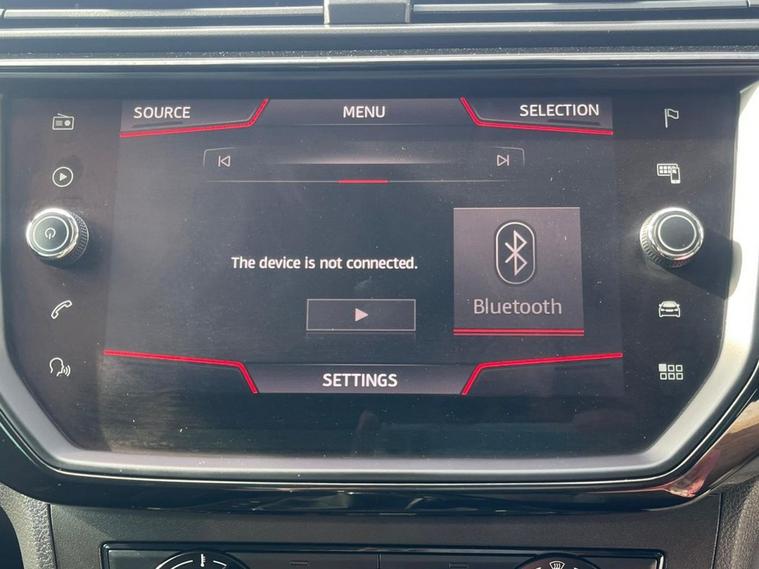 SOURCE MENU SELECTION
The device is not connected.
Bluetooth
SETTINGS